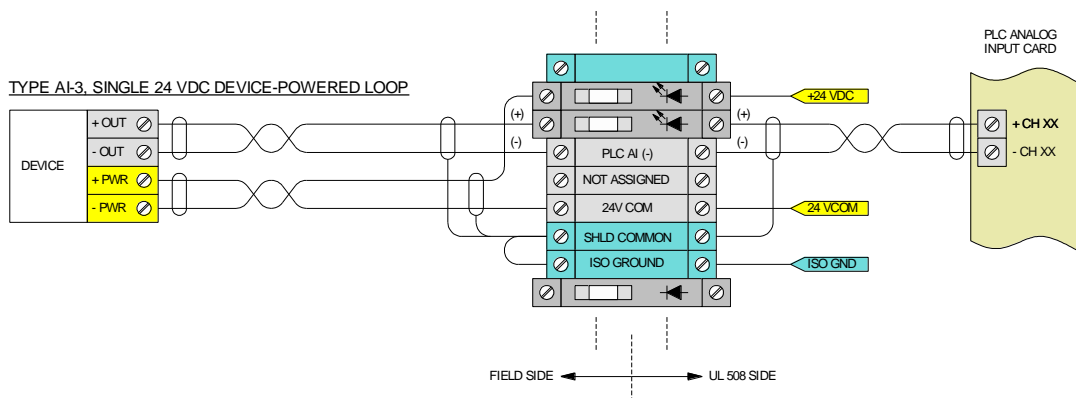 PLC ANALOG
INPUT CARD
TYPE AI-3, SINGLE 24 VDC DEVICE-POWERED LOOP
DEVICE
+ OUT
- OUT
+ PWR
- PWR
(+)
(-)
PLC AI (-)
NOT ASSIGNED
24V COM
SHLD COMMON
ISO GROUND
+24 VDC
(+)
(-)
24 VCOM
ISO GND
+ CH XX
- CH XX
FIELD SIDE
UL 508 SIDE